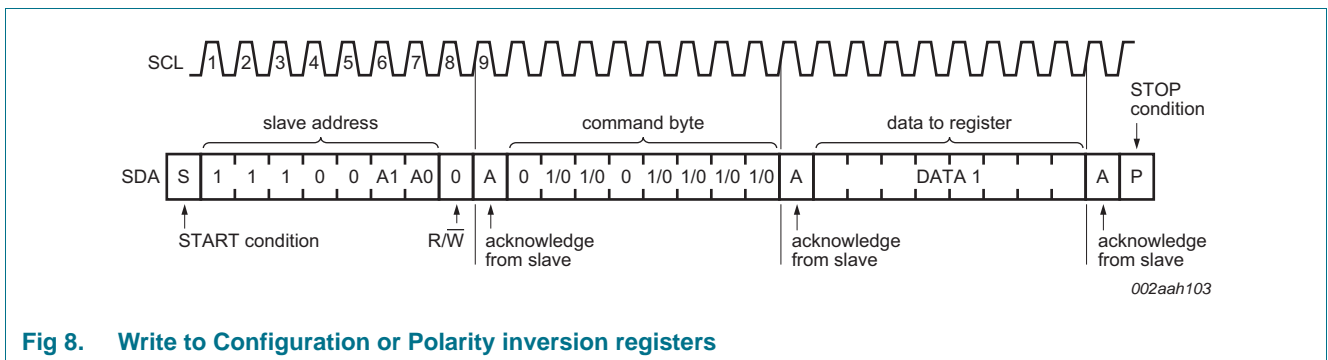 SCL 1 2 3 4 5 6 7 8 9
STOP
condition
slave address command byte data to register
SDA S 1 1 1 0 0 A1 A0 0 A 0 1/0 1/0 0 1/0 1/0 1/0 1/0 A DATA 1 A P
START condition R/W̅ acknowledge acknowledge acknowledge
from slave from slave from slave
002aah103
Fig 8. Write to Configuration or Polarity inversion registers